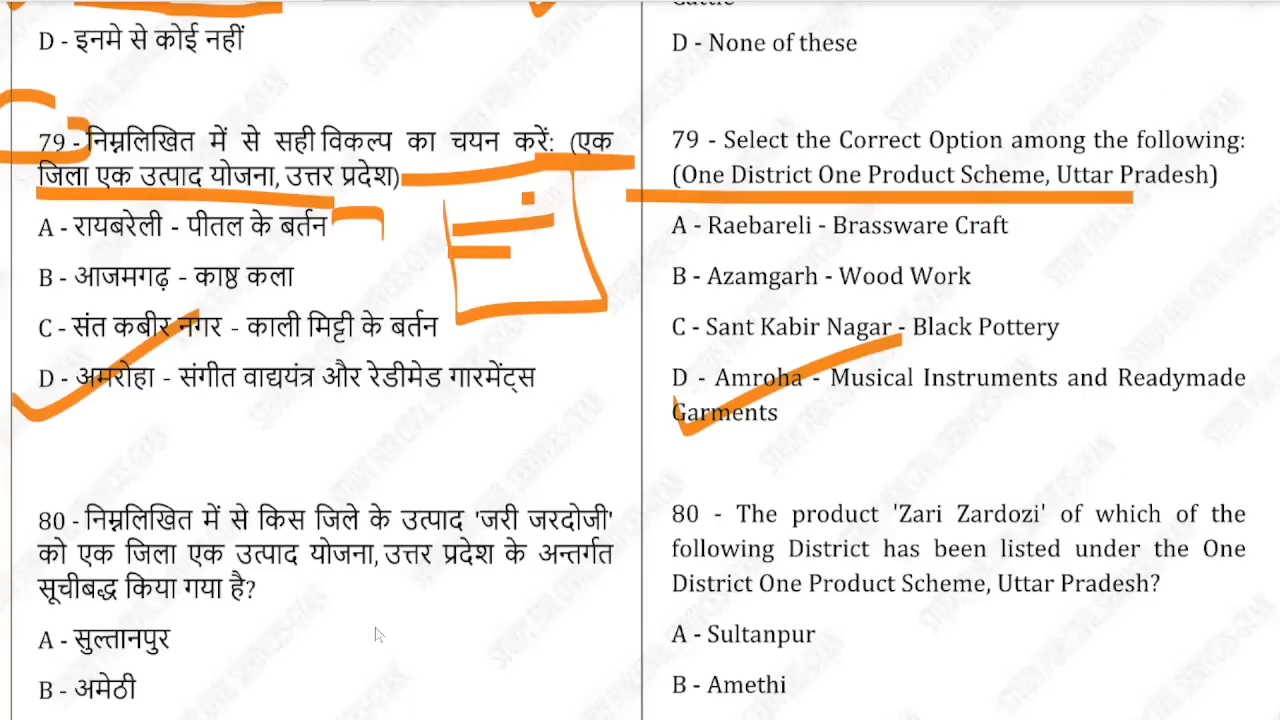 D - इनमे से कोई नहीं
79 - निम्नलिखित में से सही विकल्प का चयन करें: (एक
जिला एक उत्पाद योजना, उत्तर प्रदेश)
A - रायबरेली - पीतल के बर्तन
B - आजमगढ़ - काष्ठ कला
C - संत कबीर नगर - काली मिट्टी के बर्तन
D - अमरोहा - संगीत वाद्ययंत्र और रेडीमेड गारमेंट्स
80 - निम्नलिखित में से किस जिले के उत्पाद 'जरी जरदोजी'
को एक जिला एक उत्पाद योजना, उत्तर प्रदेश के अन्तर्गत
सूचीबद्ध किया गया है?
A - सुल्तानपुर
B - अमेठी
D - None of these
79 - Select the Correct Option among the following:
(One District One Product Scheme, Uttar Pradesh)
A - Raebareli - Brassware Craft
B - Azamgarh - Wood Work
C - Sant Kabir Nagar - Black Pottery
D - Amroha - Musical Instruments and Readymade
Garments
80 - The product 'Zari Zardozi' of which of the
following District has been listed under the One
District One Product Scheme, Uttar Pradesh?
A - Sultanpur
B - Amethi